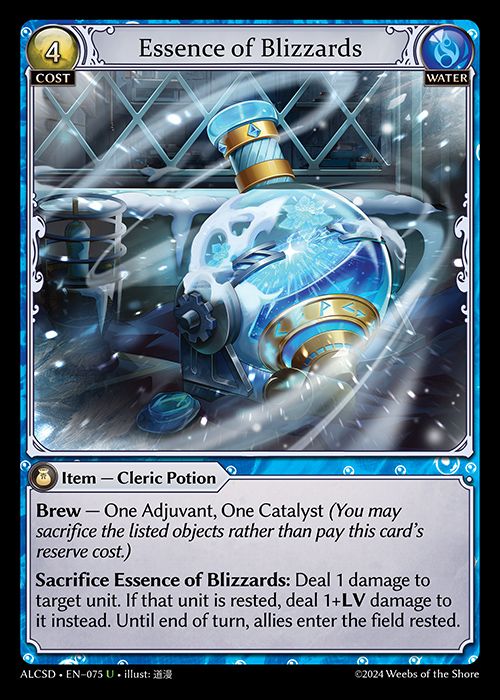 4
Essence of Blizzards
COST
WATER
Item — Cleric Potion
Brew — One Adjuvant, One Catalyst (You may
sacrifice the listed objects rather than pay this card's
reserve cost.)
Sacrifice Essence of Blizzards: Deal 1 damage to
target unit. If that unit is rested, deal 1+LV damage to
it instead. Until end of turn, allies enter the field rested.
ALCSD • EN-075 U • illust: 道漫
©2024 Weebs of the Shore